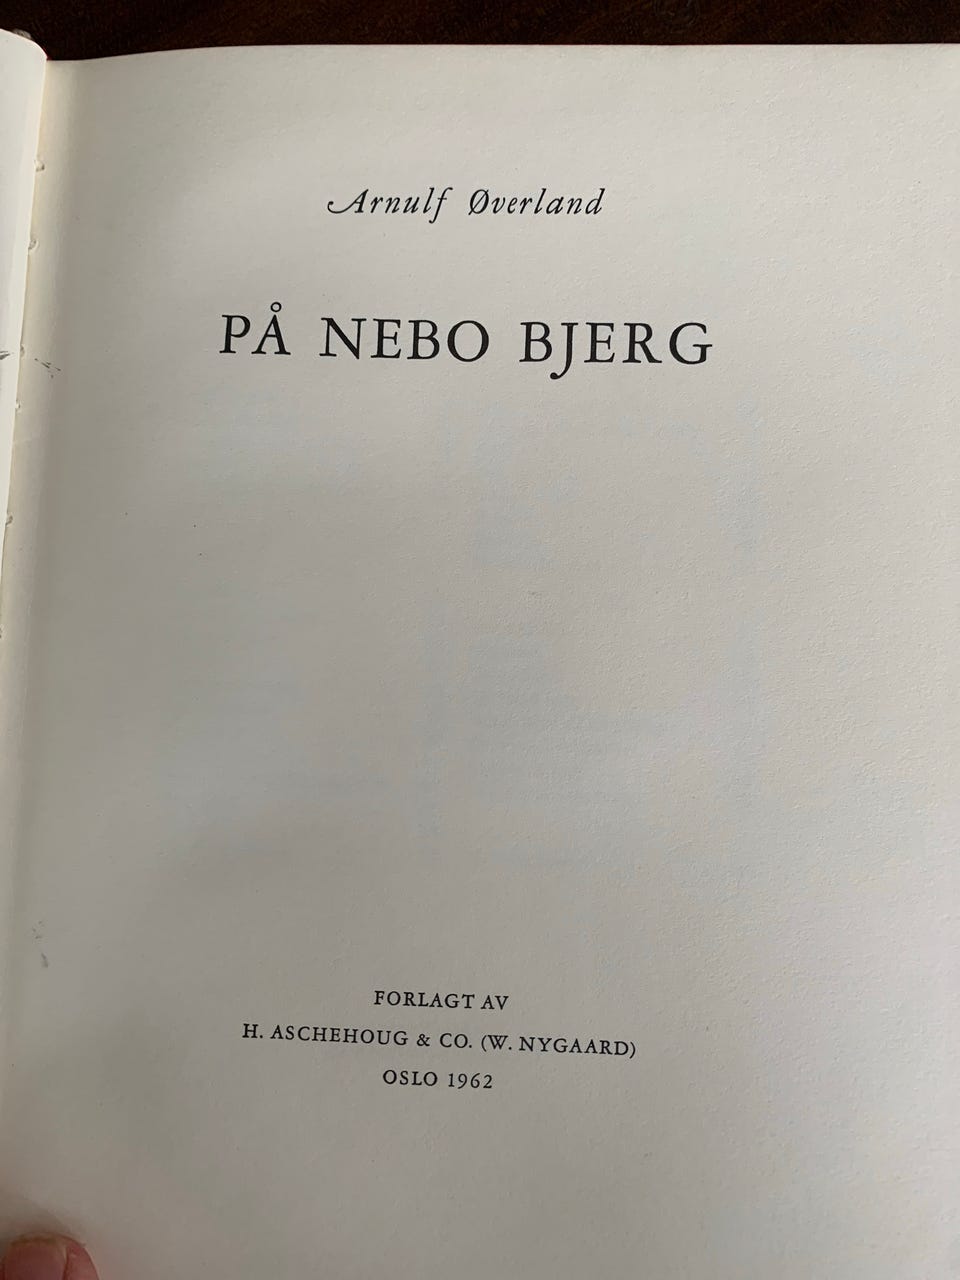 Arnulf Øverland
PÅ NEBO BJERG
FORLAGT AV
H. ASCHEHOUG & CO. (W. NYGAARD)
OSLO 1962